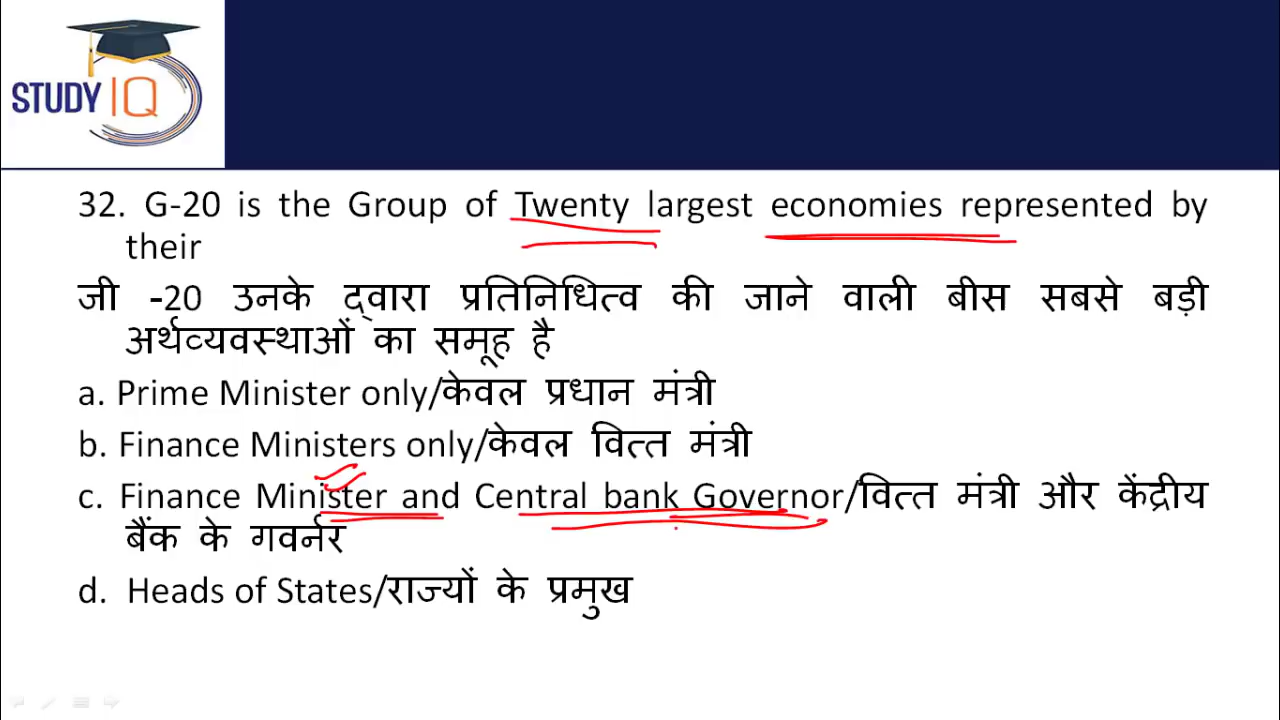 STUDY IQ
32. G-20 is the Group of Twenty largest economies represented by
their
जी -20 उनके द्वारा प्रतिनिधित्व की जाने वाली बीस सबसे बड़ी
अर्थव्यवस्थाओं का समूह है
a. Prime Minister only/केवल प्रधान मंत्री
b. Finance Ministers only/केवल वित्त मंत्री
c. Finance Minister and Central bank Governor/वित्त मंत्री और केंद्रीय
बैंक के गवर्नर
d. Heads of States/राज्यों के प्रमुख